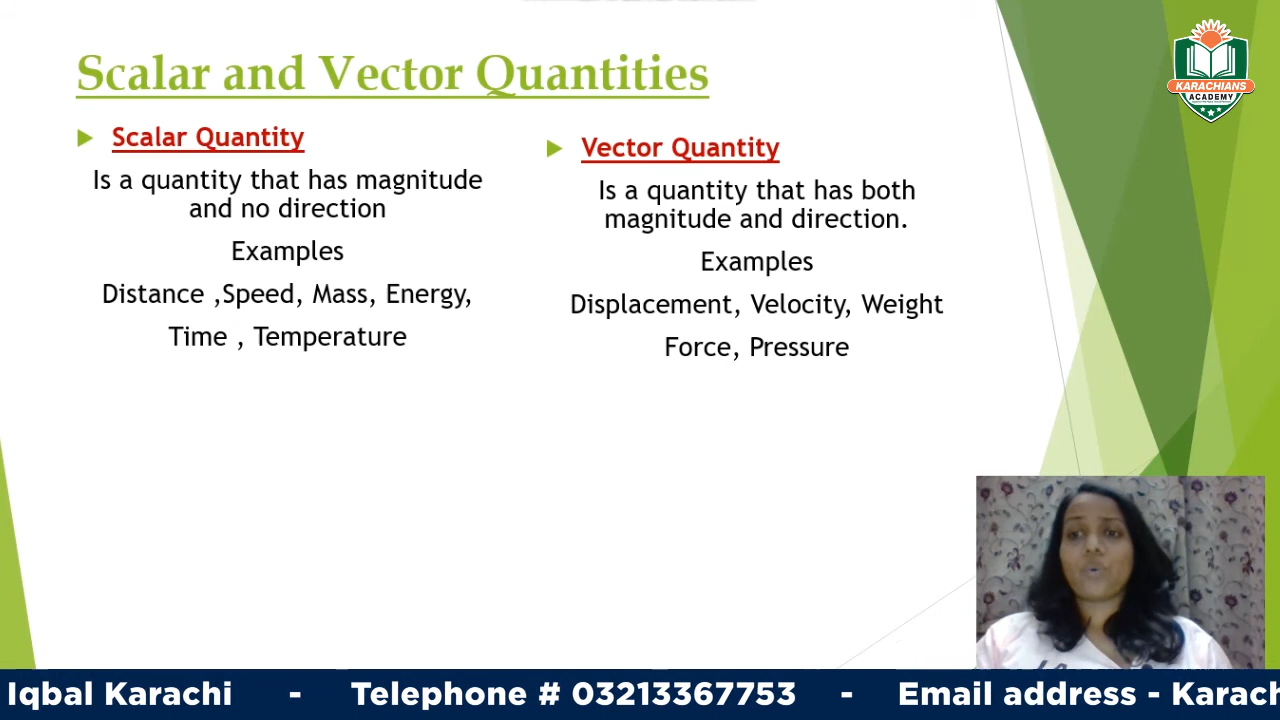 Scalar and Vector Quantities
Scalar Quantity
Is a quantity that has magnitude
and no direction
Examples
Distance ,Speed, Mass, Energy,
Time , Temperature
Vector Quantity
Is a quantity that has both
magnitude and direction.
Examples
Displacement, Velocity, Weight
Force, Pressure
KARACHIANS
ACADEMY
Iqbal Karachi - Telephone # 03213367753 - Email address - Karach